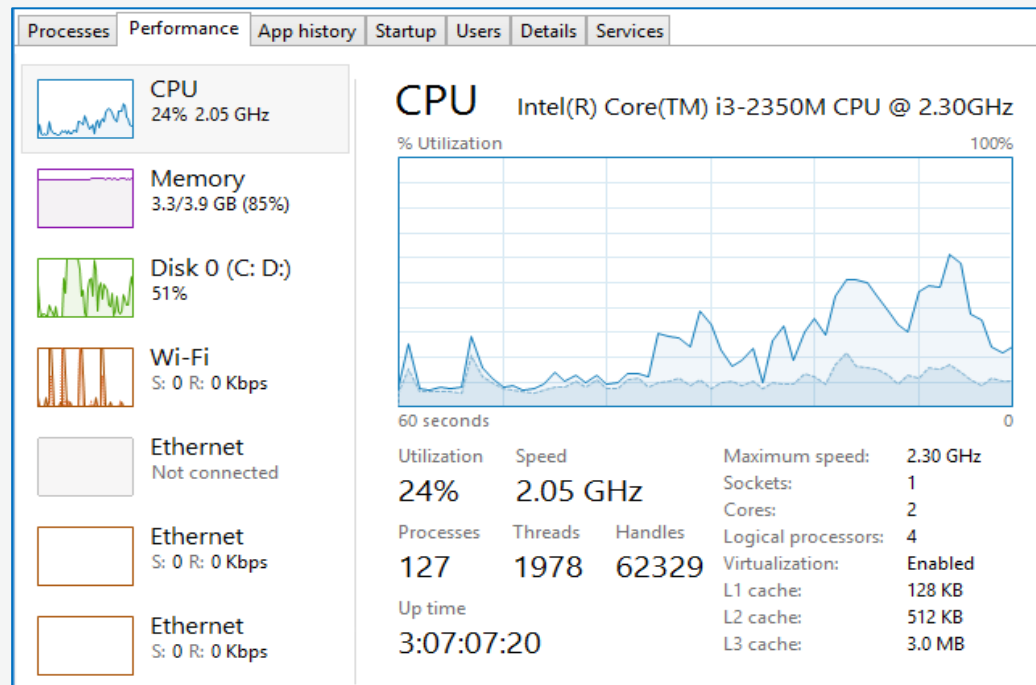 Processes Performance App history Startup Users Details Services
CPU
24% 2.05 GHz
Memory
3.3/3.9 GB (85%)
Disk 0 (C: D:)
51%
Wi-Fi
S: 0 R: 0 Kbps
Ethernet
Not connected
Ethernet
S: 0 R: 0 Kbps
Ethernet
S: 0 R: 0 Kbps
CPU Intel(R) Core(TM) i3-2350M CPU @ 2.30GHz
% Utilization 100%
60 seconds 0
Utilization Speed
24% 2.05 GHz
Processes Threads Handles
127 1978 62329
Up time
3:07:07:20
Maximum speed: 2.30 GHz
Sockets: 1
Cores: 2
Logical processors: 4
Virtualization: Enabled
L1 cache: 128 KB
L2 cache: 512 KB
L3 cache: 3.0 MB